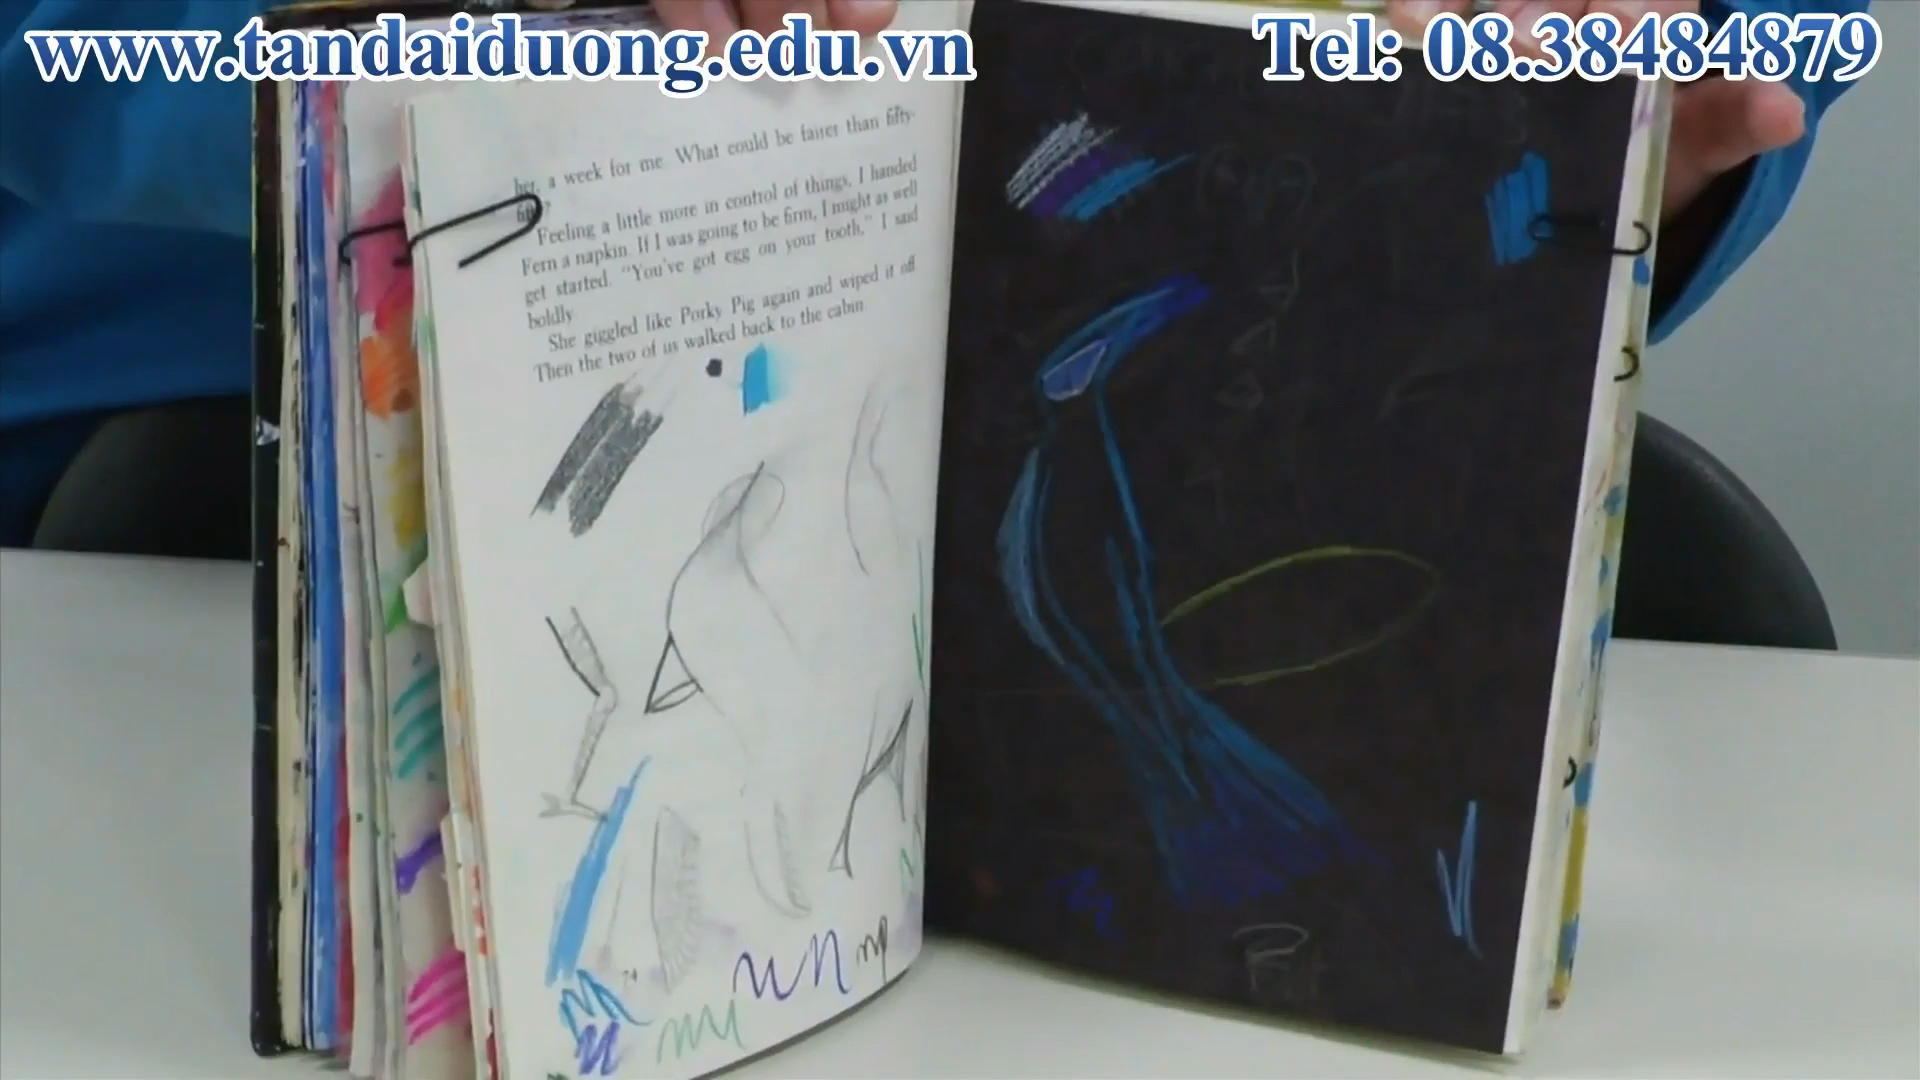 www.tandaiduong.edu.vn Tel: 08.38484879
her, a week for me. What could be fairer than fifty-
fifty?
Feeling a little more in control of things, I handed
Fern a napkin. If I was going to be firm, I might as well
get started. "You've got egg on your tooth," I said
boldly.
She giggled like Porky Pig again and wiped it off.
Then the two of us walked back to the cabin.